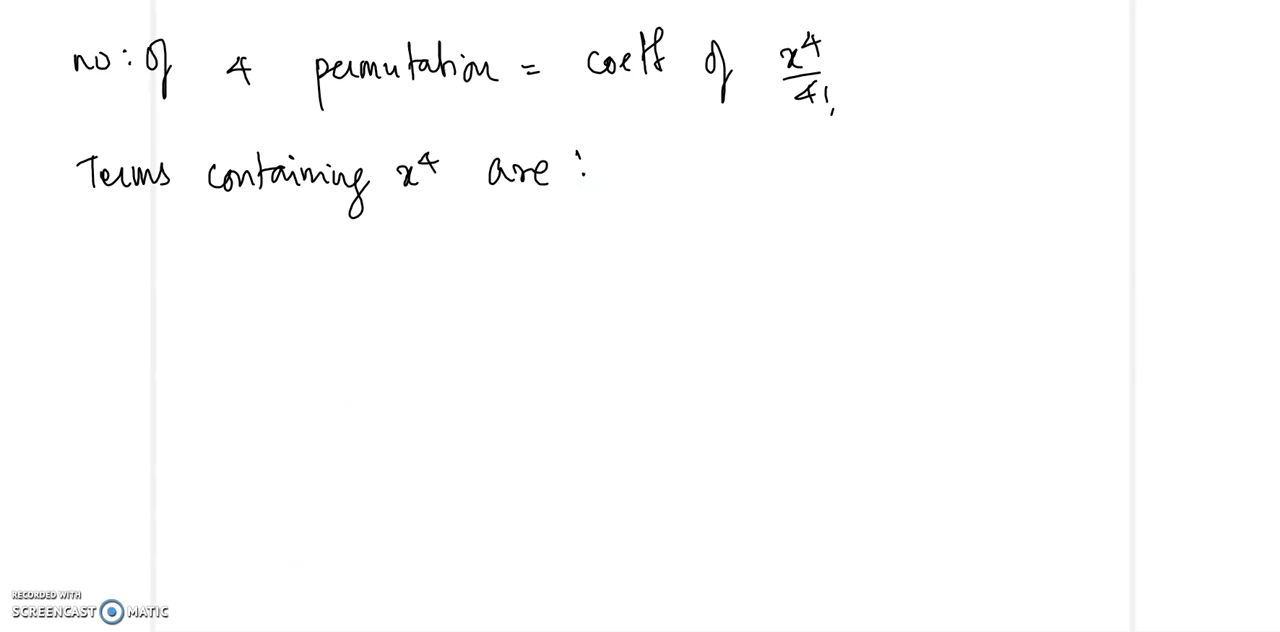 no: of 4 permutation = coeff of x⁴/4!
Terms containing x⁴ are :
RECORDED WITH
SCREENCAST MATIC